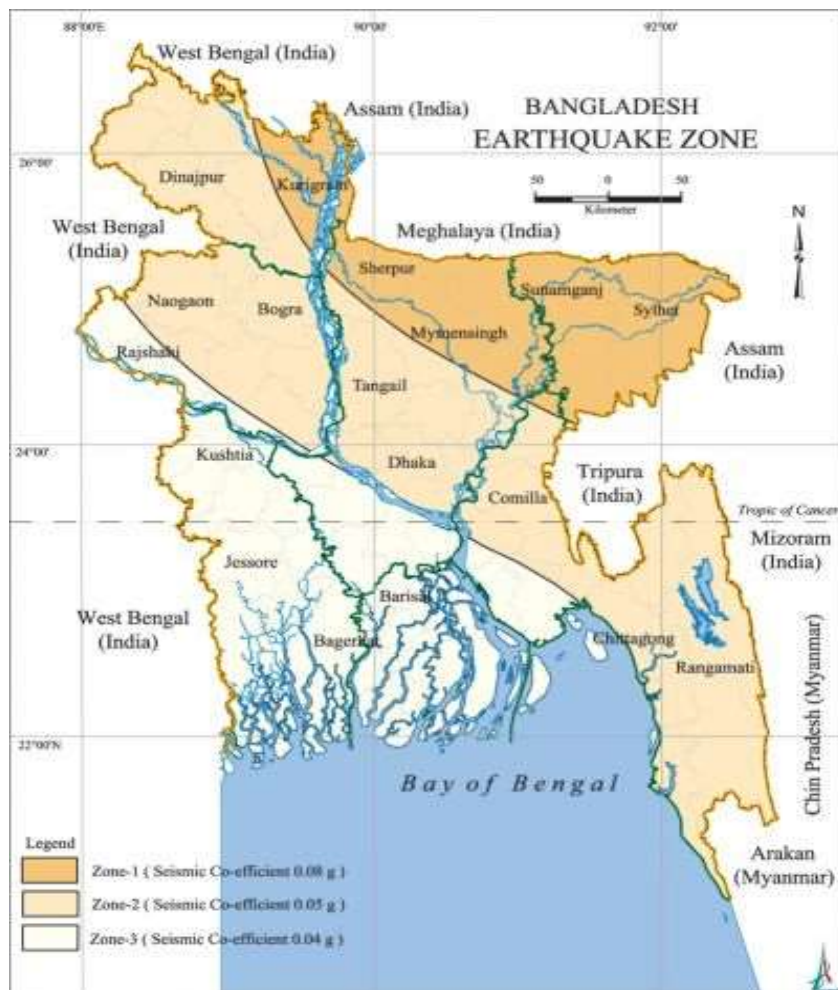 88°00'E
90°00'
92°00'
West Bengal (India)
Assam (India)
BANGLADESH
EARTHQUAKE ZONE
26°00'
Dinajpur
Kurigram
50
0
50
Kilometer
N
West Bengal
(India)
Meghalaya (India)
Sherpur
Sunamganj
Sylhet
Naogaon
Bogra
Mymensingh
Rajshahi
Assam
(India)
Tangail
24°00'
Kushtia
Dhaka
Tripura
(India)
Comilla
Tropic of Cancer
Mizoram
(India)
Jessore
Barisal
West Bengal
(India)
Bagerhat
Chittagong
Rangamati
Chin Pradesh (Myanmar)
22°00'N
Bay of Bengal
Legend
Zone-1 ( Seismic Co-efficient 0.08 g )
Zone-2 ( Seismic Co-efficient 0.05 g )
Zone-3 ( Seismic Co-efficient 0.04 g )
Arakan
(Myanmar)